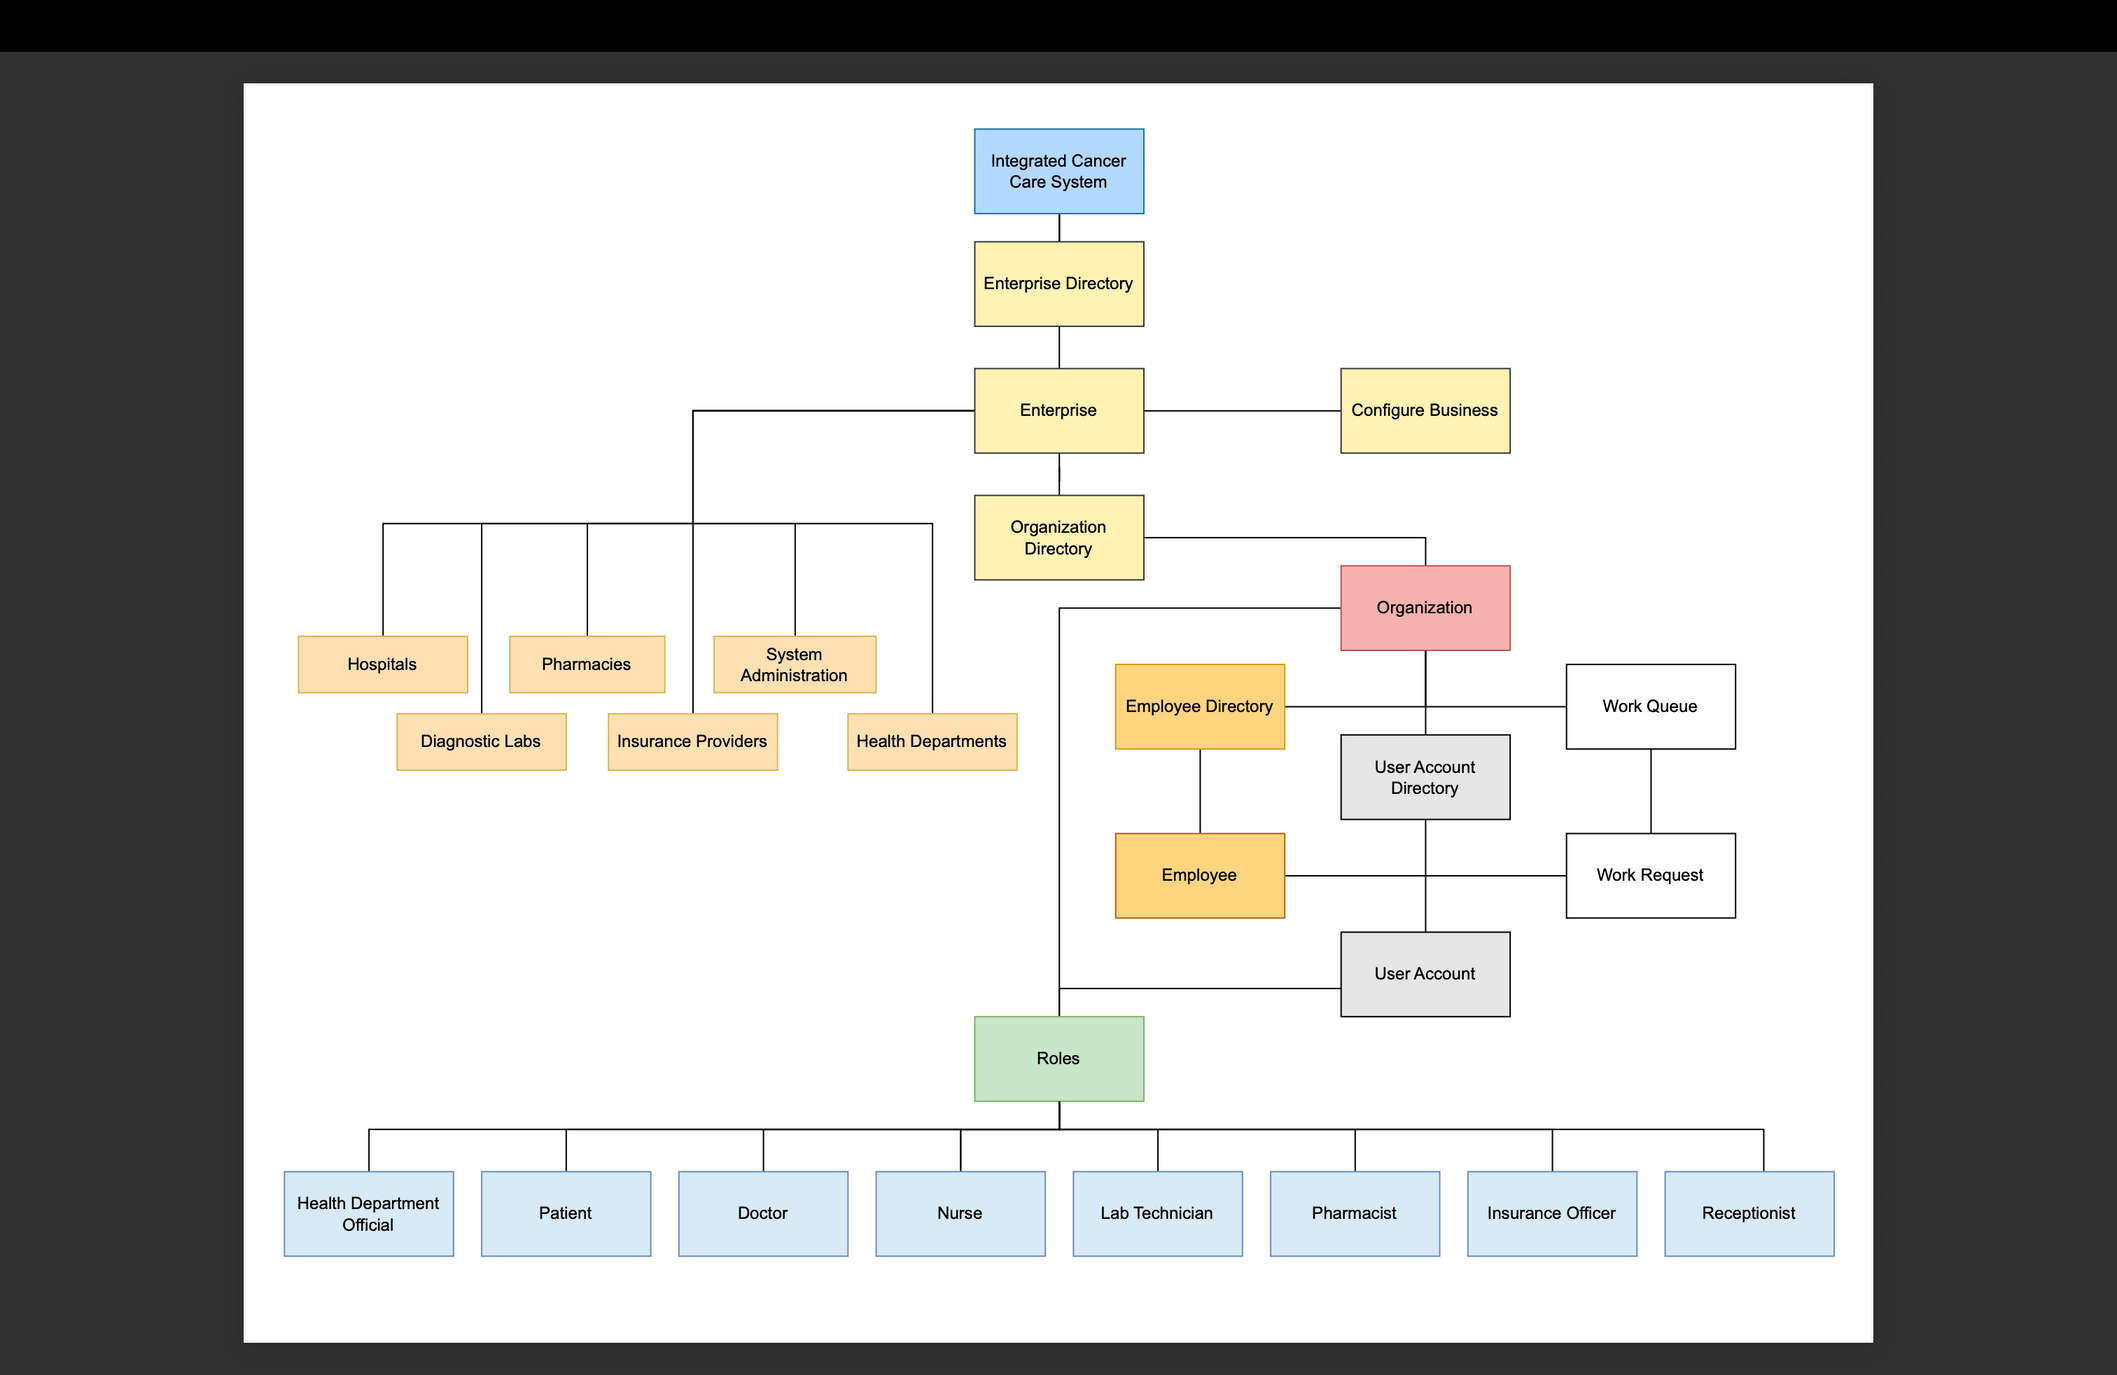 Integrated Cancer
Care System
Enterprise Directory
Enterprise
Configure Business
Organization
Directory
Organization
Hospitals
Pharmacies
System
Administration
Diagnostic Labs
Insurance Providers
Health Departments
Employee Directory
Work Queue
User Account
Directory
Employee
Work Request
User Account
Roles
Health Department
Official
Patient
Doctor
Nurse
Lab Technician
Pharmacist
Insurance Officer
Receptionist